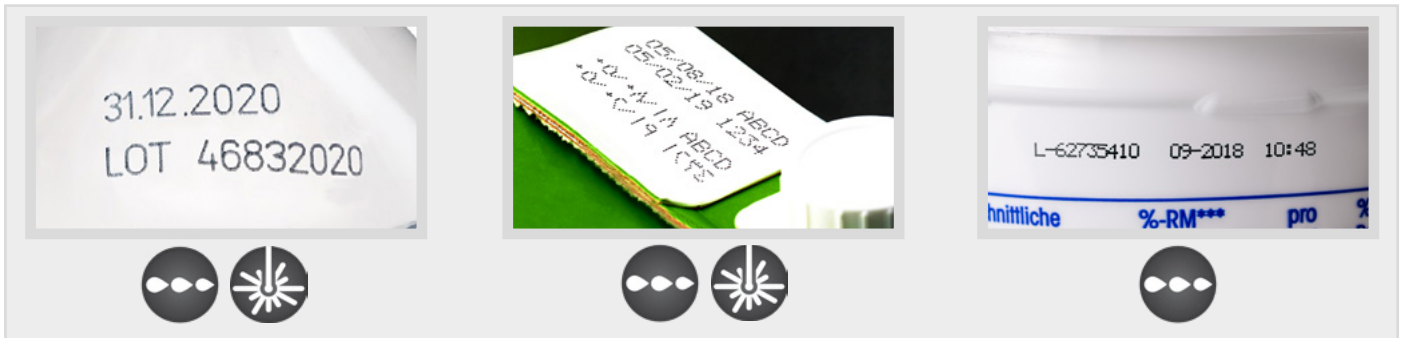 31.12.2020
LOT 46832020
05/08/18 ABCD
05/02/19 1234
L-62735410 09-2018 10:48
hnittliche %-RM*** pro %